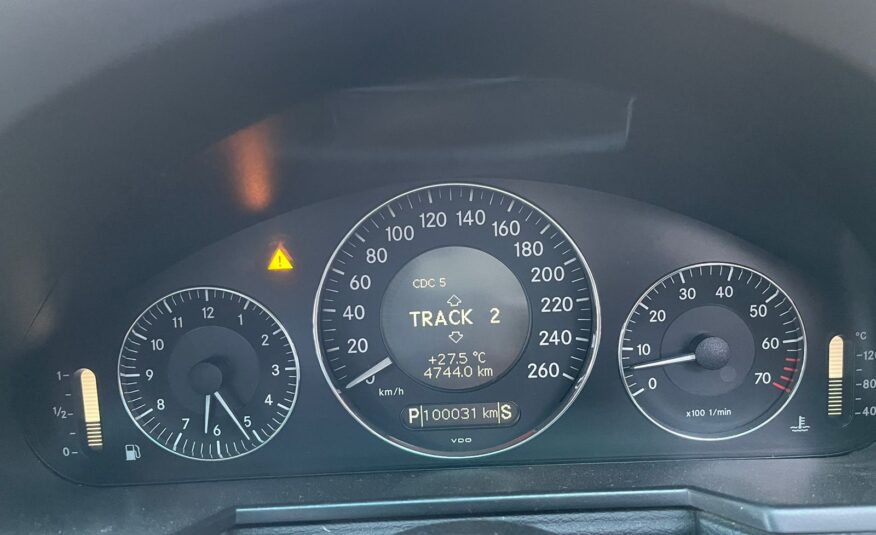 CDC 5
TRACK 2
+27.5 °C
4744.0 km
P 100031 km S
VDO
0 20 40 60 80 100 120 140 160 180 200 220 240 260
km/h
12 1 2 3 4 5 6 7 8 9 10 11
1
1/2
0
0 10 20 30 40 50 60 70
x100 1/min
°C
120
80
40